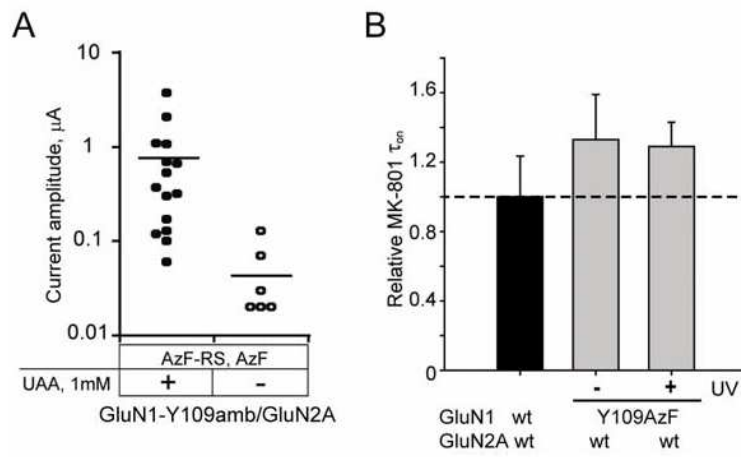 A
Current amplitude, µA
10
1
0.1
0.01
AzF-RS, AzF
UAA, 1mM + -
GluN1-Y109amb/GluN2A
B
Relative MK-801 τon
1.6
1.2
0.8
0.4
0
- + UV
GluN1 wt Y109AzF
GluN2A wt wt wt